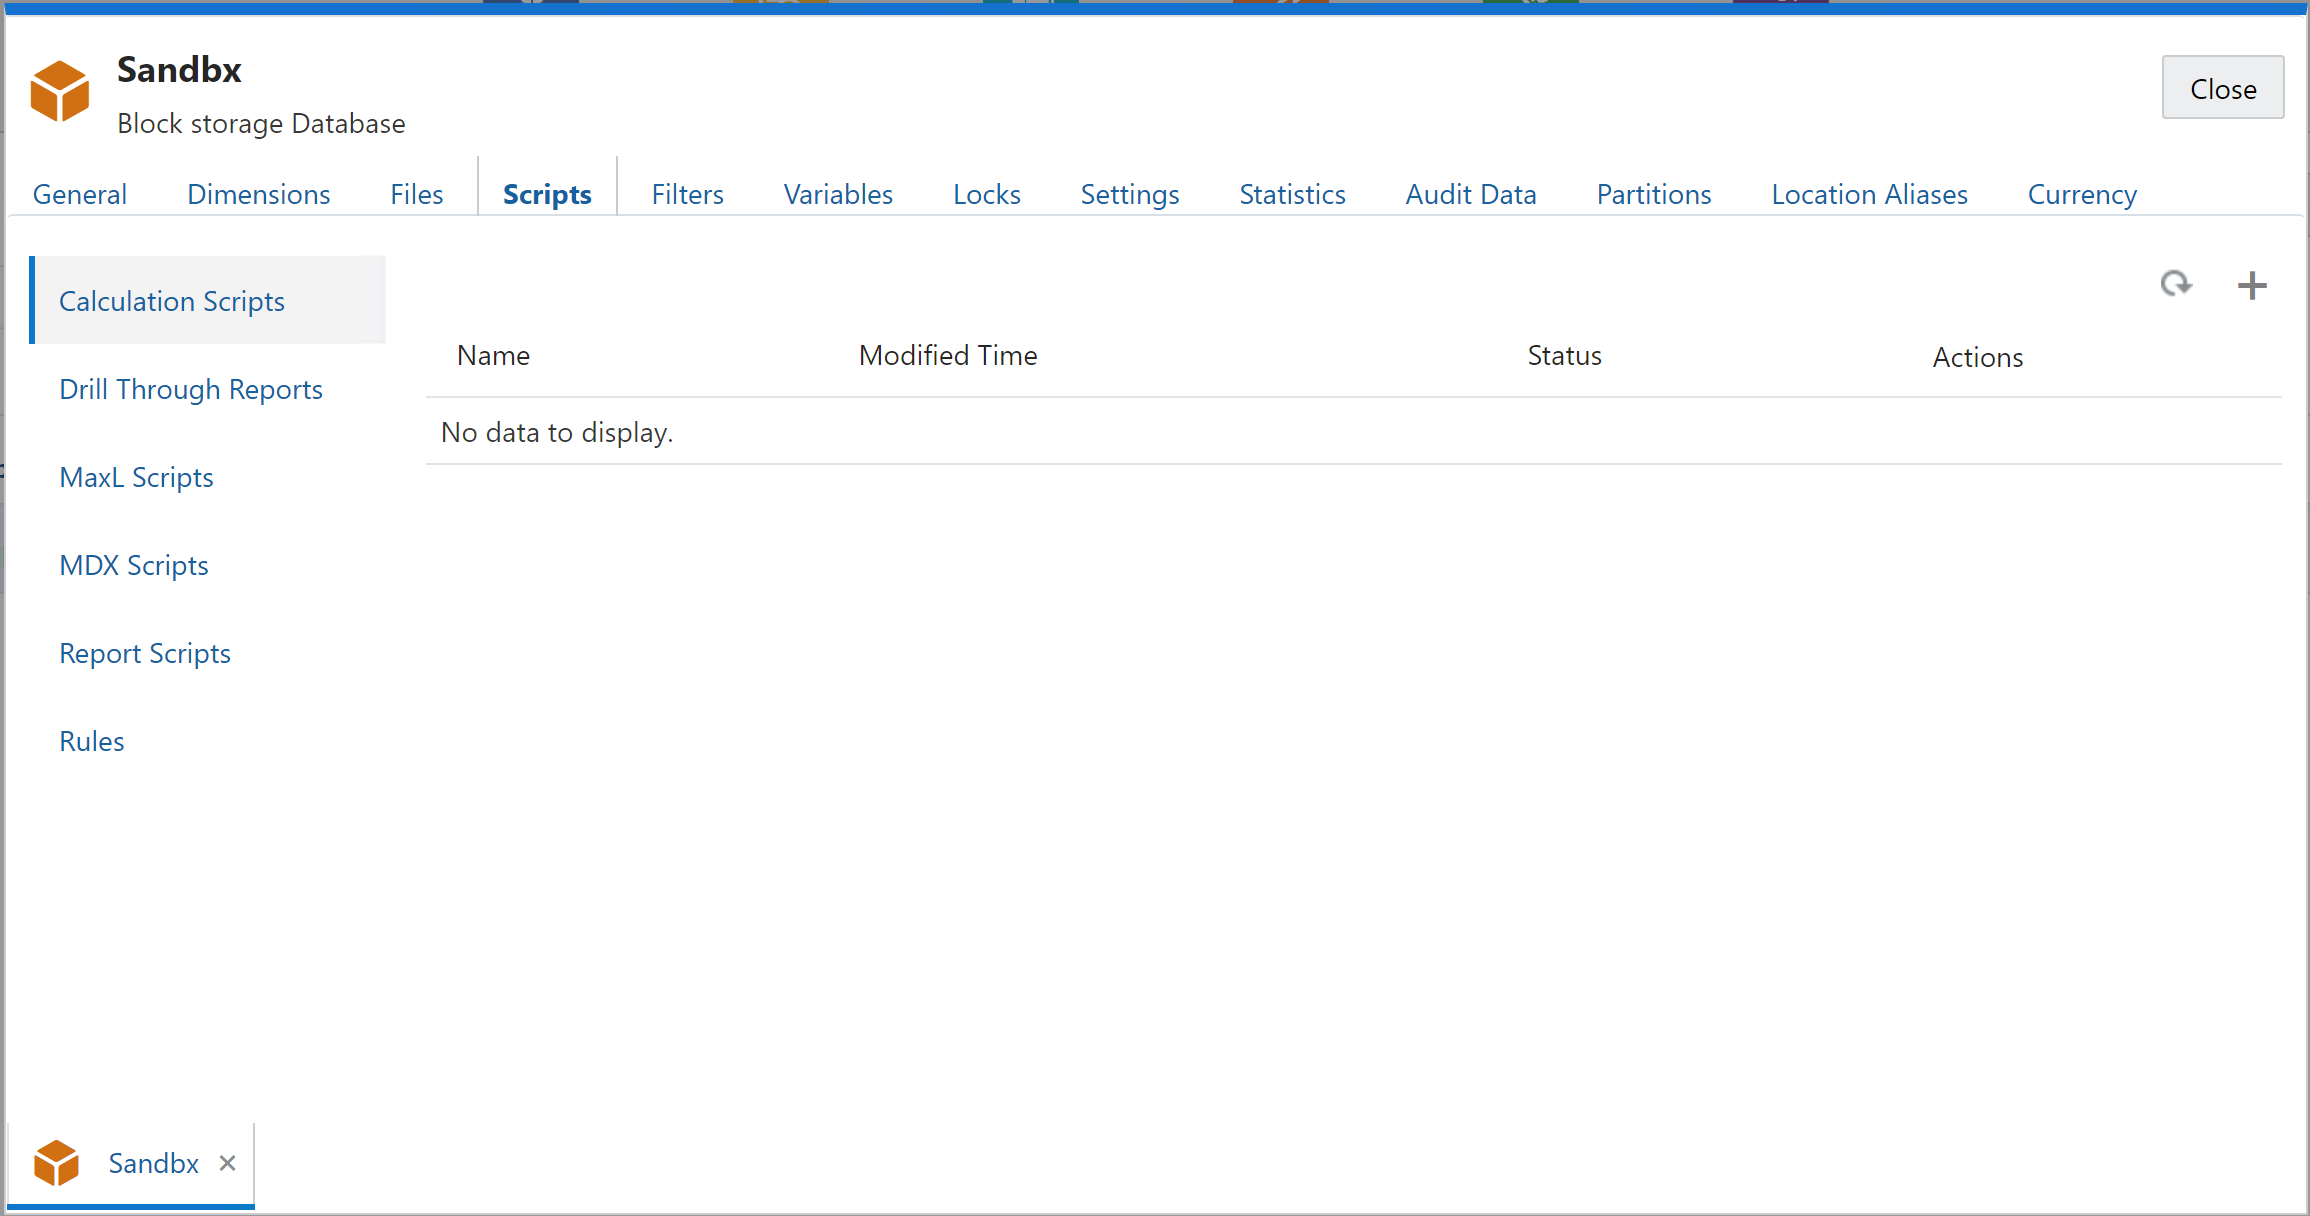 Sandbx
Block storage Database
Close
General Dimensions Files Scripts Filters Variables Locks Settings Statistics Audit Data Partitions Location Aliases Currency
Calculation Scripts
Drill Through Reports
MaxL Scripts
MDX Scripts
Report Scripts
Rules
Name Modified Time Status Actions
No data to display.
Sandbx